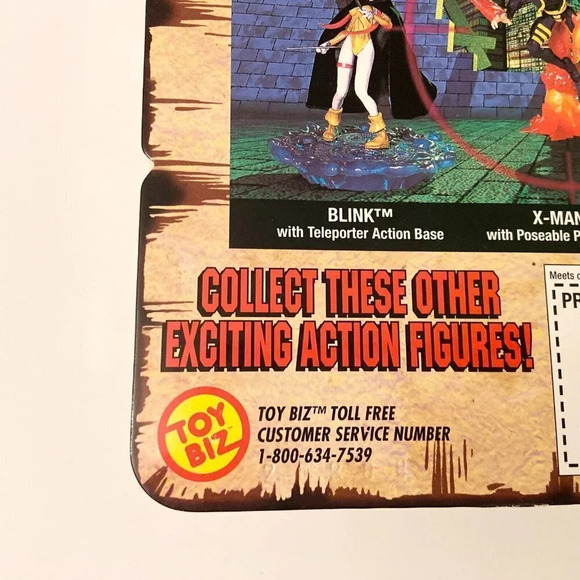 BLINK™
with Teleporter Action Base
X-MAN
with Poseable P
Meets
PR
COLLECT THESE OTHER
EXCITING ACTION FIGURES!
TOY
BIZ
TOY BIZ™ TOLL FREE
CUSTOMER SERVICE NUMBER
1-800-634-7539